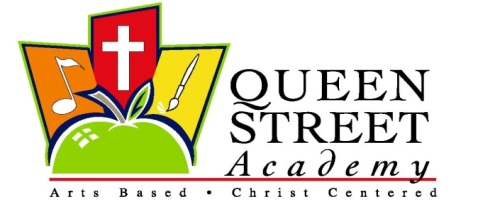 QUEEN
STREET
Academy
Arts Based • Christ Centered